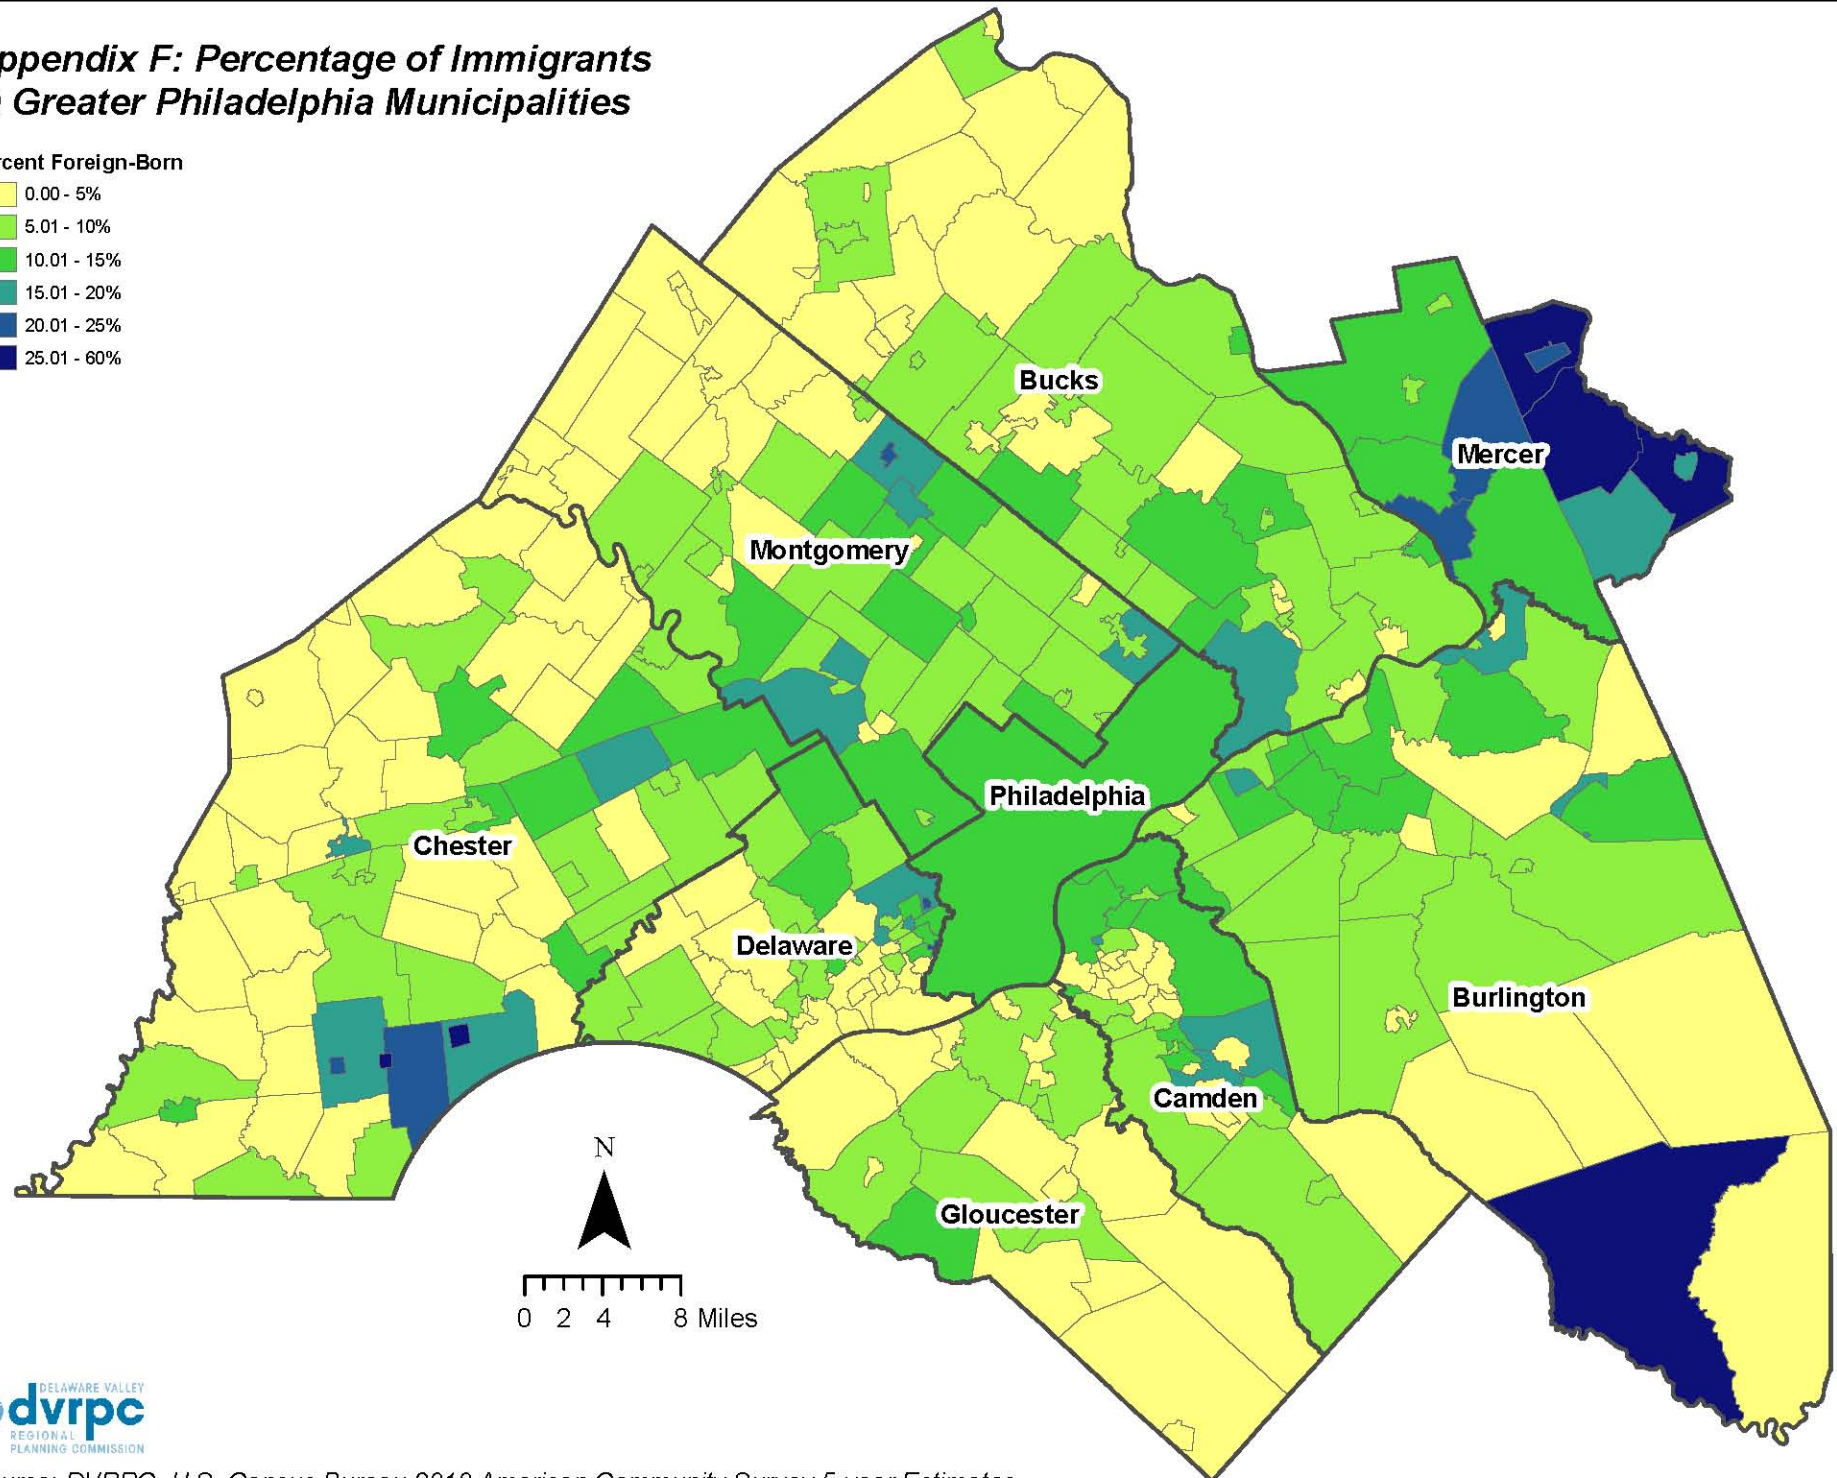 ppendix F: Percentage of Immigrants
Greater Philadelphia Municipalities
rcent Foreign-Born
0.00 - 5%
5.01 - 10%
10.01 - 15%
15.01 - 20%
20.01 - 25%
25.01 - 60%
Bucks
Mercer
Montgomery
Philadelphia
Chester
Delaware
Burlington
Camden
Gloucester
N
0 2 4 8 Miles
DELAWARE VALLEY
dvrpc
REGIONAL
PLANNING COMMISSION